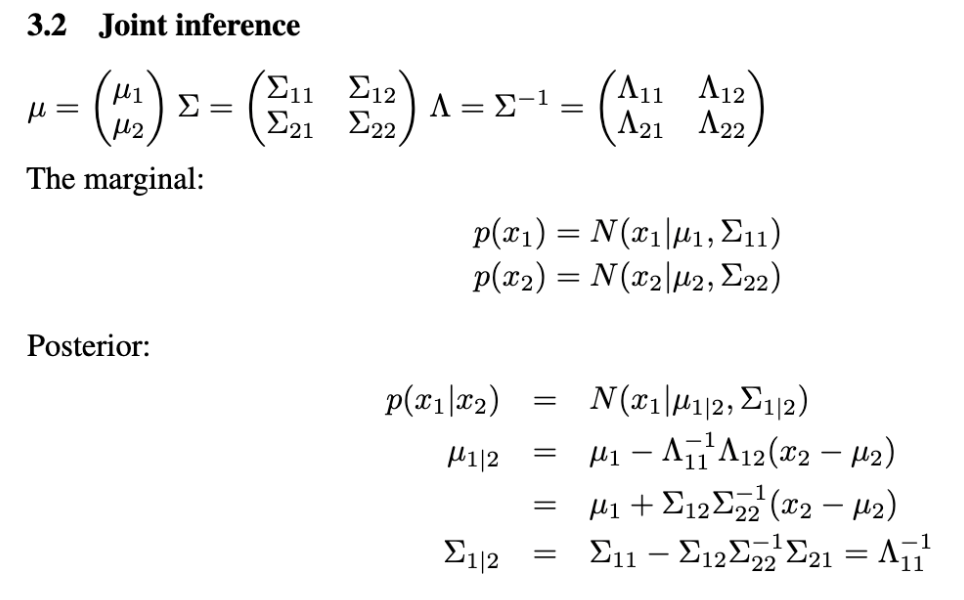 3.2 Joint inference
μ = (μ₁ μ₂) Σ = (Σ₁₁ Σ₁₂ Σ₂₁ Σ₂₂) Λ = Σ⁻¹ = (Λ₁₁ Λ₁₂ Λ₂₁ Λ₂₂)
The marginal:
p(x₁) = N(x₁|μ₁, Σ₁₁)
p(x₂) = N(x₂|μ₂, Σ₂₂)
Posterior:
p(x₁|x₂) = N(x₁|μ₁|₂, Σ₁|₂)
μ₁|₂ = μ₁ − Λ₁₁⁻¹Λ₁₂(x₂ − μ₂)
= μ₁ + Σ₁₂Σ₂₂⁻¹(x₂ − μ₂)
Σ₁|₂ = Σ₁₁ − Σ₁₂Σ₂₂⁻¹Σ₂₁ = Λ₁₁⁻¹